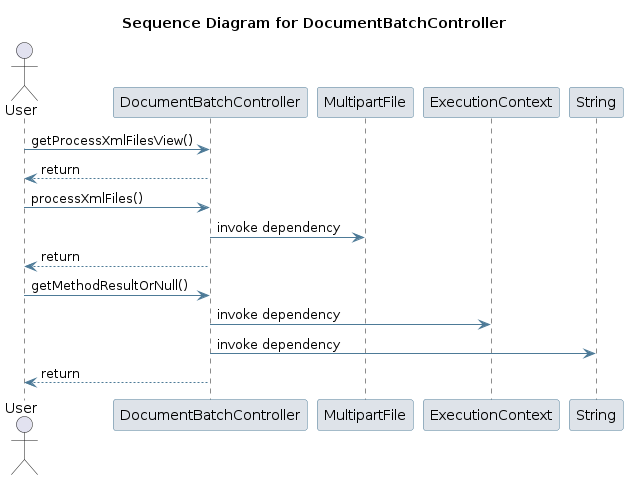 Sequence Diagram for DocumentBatchController
User
DocumentBatchController
MultipartFile
ExecutionContext
String
getProcessXmlFilesView()
return
processXmlFiles()
invoke dependency
return
getMethodResultOrNull()
invoke dependency
invoke dependency
return
User
DocumentBatchController
MultipartFile
ExecutionContext
String